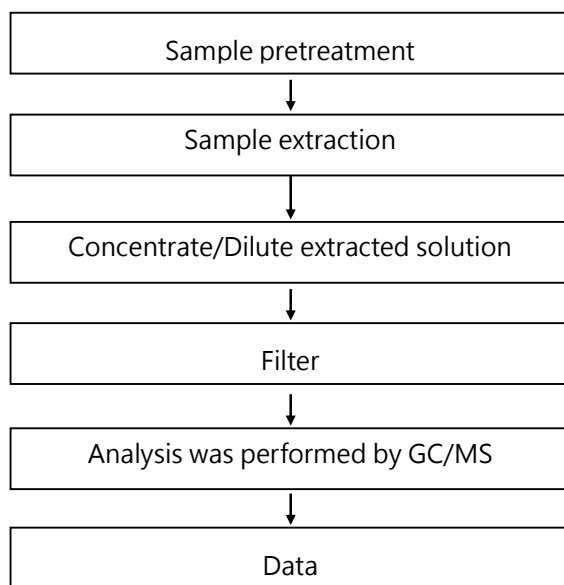 Sample pretreatment
Sample extraction
Concentrate/Dilute extracted solution
Filter
Analysis was performed by GC/MS
Data